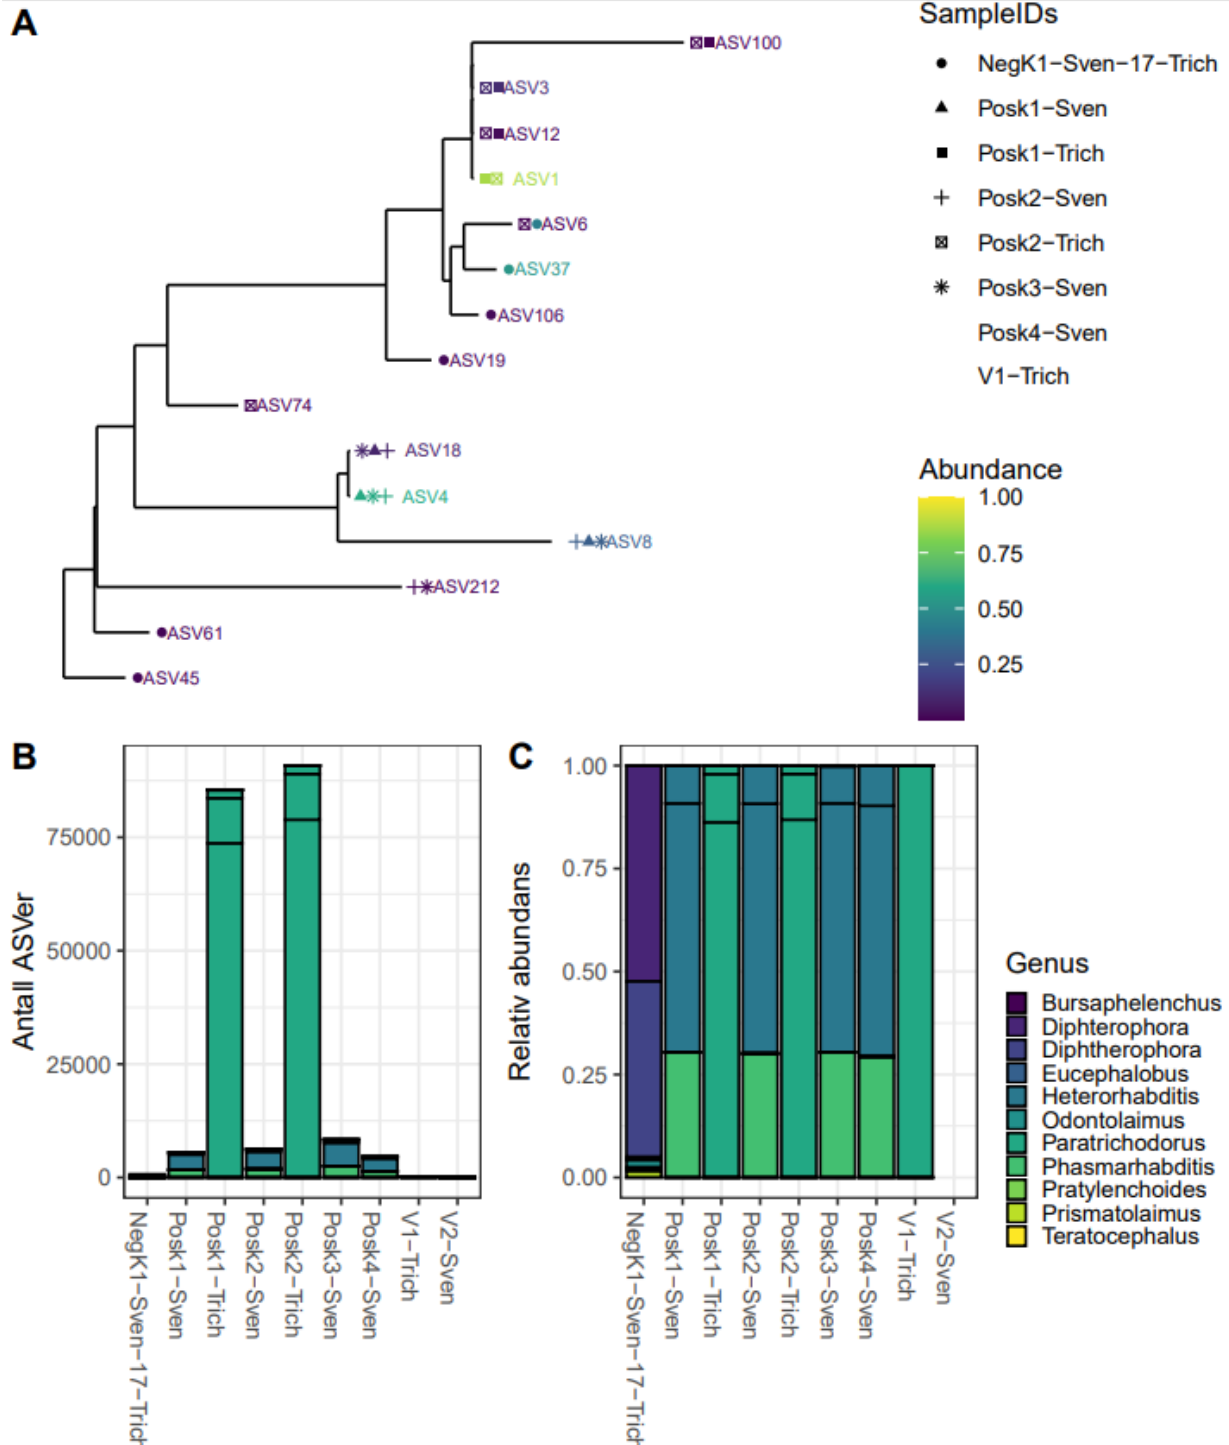 A
ASV100
ASV3
ASV12
ASV1
ASV6
ASV37
ASV106
ASV19
ASV74
ASV18
ASV4
ASV8
ASV212
ASV61
ASV45
SampleIDs
NegK1−Sven−17−Trich
Posk1−Sven
Posk1−Trich
Posk2−Sven
Posk2−Trich
Posk3−Sven
Posk4−Sven
V1−Trich
Abundance
1.00
0.75
0.50
0.25
B
Antall ASVer
75000
50000
25000
0
NegK1−Sven−17−Trich
Posk1−Sven
Posk1−Trich
Posk2−Sven
Posk2−Trich
Posk3−Sven
Posk4−Sven
V1−Trich
V2−Sven
C
Relativ abundans
1.00
0.75
0.50
0.25
0.00
NegK1−Sven−17−Trich
Posk1−Sven
Posk1−Trich
Posk2−Sven
Posk2−Trich
Posk3−Sven
Posk4−Sven
V1−Trich
V2−Sven
Genus
Bursaphelenchus
Diphterophora
Diphtherophora
Eucephalobus
Heterorhabditis
Odontolaimus
Paratrichodorus
Phasmarhabditis
Pratylenchoides
Prismatolaimus
Teratocephalus